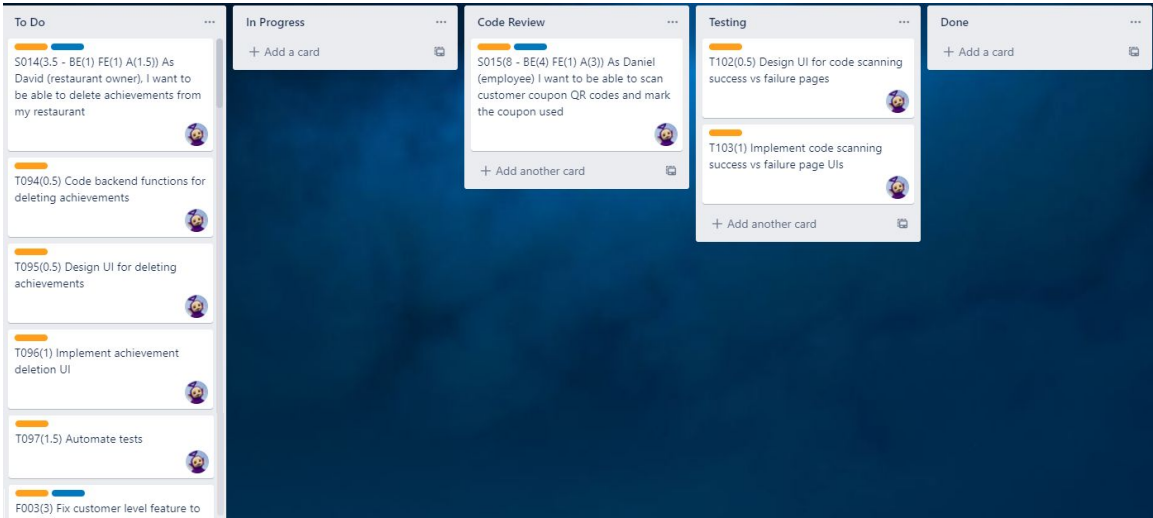 To Do
S014(3.5 - BE(1) FE(1) A(1.5)) As
David (restaurant owner), I want to
be able to delete achievements from
my restaurant
T094(0.5) Code backend functions for
deleting achievements
T095(0.5) Design UI for deleting
achievements
T096(1) Implement achievement
deletion UI
T097(1.5) Automate tests
F003(3) Fix customer level feature to
In Progress
+ Add a card
Code Review
S015(8 - BE(4) FE(1) A(3)) As Daniel
(employee) I want to be able to scan
customer coupon QR codes and mark
the coupon used
+ Add another card
Testing
T102(0.5) Design UI for code scanning
success vs failure pages
T103(1) Implement code scanning
success vs failure page UIs
+ Add another card
Done
+ Add a card